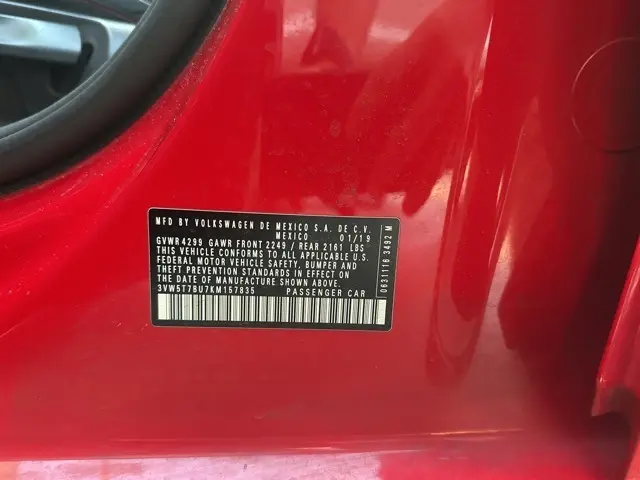 MFD BY VOLKSWAGEN DE MEXICO S.A. DE C.V.
MEXICO 01/19
GVWR 4299 GAWR FRONT 2249 / REAR 2161 LBS
THIS VEHICLE CONFORMS TO ALL APPLICABLE U.S.
FEDERAL MOTOR VEHICLE SAFETY, BUMPER AND
THEFT PREVENTION STANDARDS IN EFFECT ON THE
DATE OF MANUFACTURE SHOWN ABOVE.
3VW5T7BU7KM157835 PASSENGER CAR
0631116 3492 M